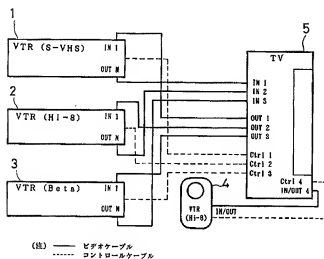 1
VTR (S-VHS)
IN 1
OUT N
2
VTR (Hi-8)
IN 3
OUT N
3
VTR (Beta)
IN 2
OUT N
5
TV
IN 1
IN 2
IN 3
OUT 1
OUT 2
OUT 3
Ctrl 1
Ctrl 2
Ctrl 3
Ctrl 4
IN/OUT 4
4
VTR
(Hi-8)
IN/OUT
(注) ビデオケーブル
コントロールケーブル